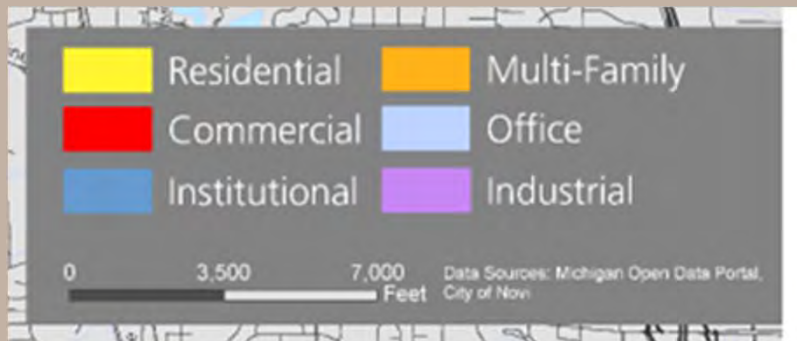 Residential
Multi-Family
Commercial
Office
Institutional
Industrial
0 3,500 7,000
Feet
Data Sources: Michigan Open Data Portal,
City of Novi